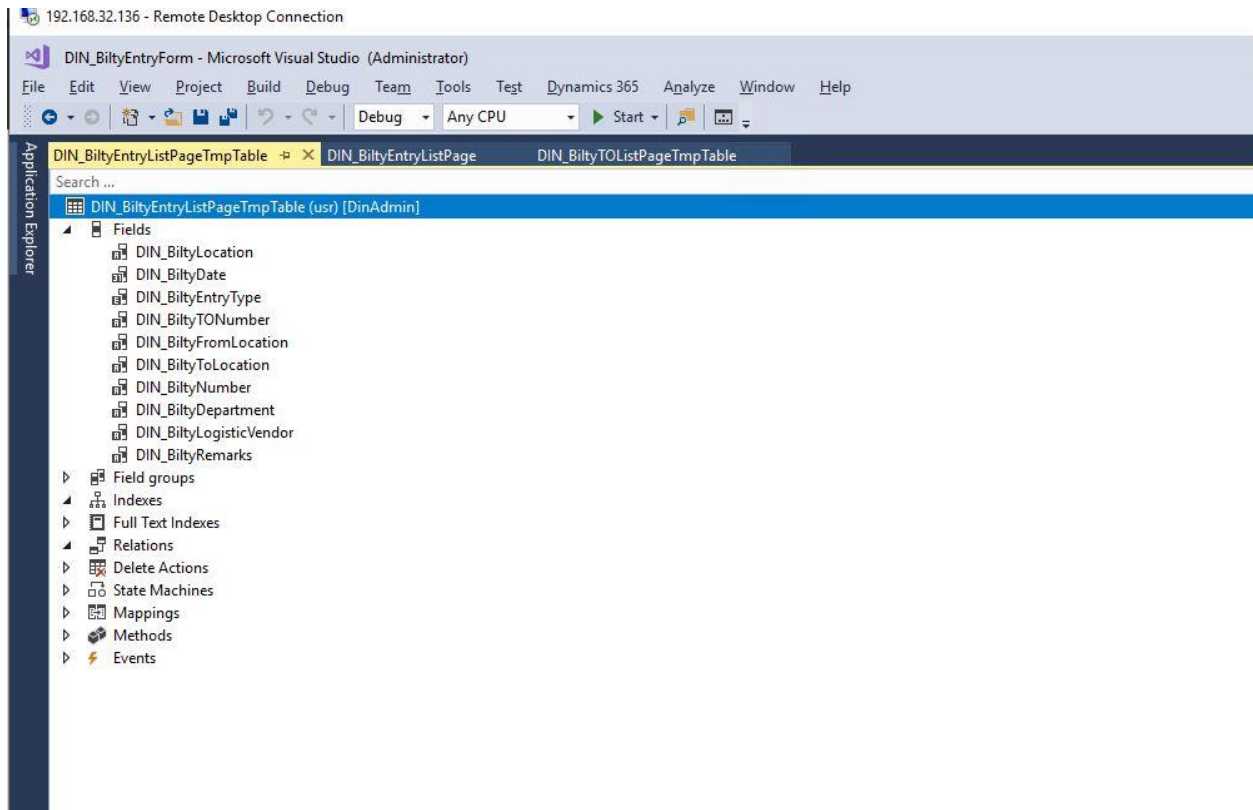 192.168.32.136 - Remote Desktop Connection
DIN_BiltyEntryForm - Microsoft Visual Studio (Administrator)
File Edit View Project Build Debug Team Tools Test Dynamics 365 Analyze Window Help
Debug Any CPU Start
Application Explorer
DIN_BiltyEntryListPageTmpTable DIN_BiltyEntryListPage DIN_BiltyTOListPageTmpTable
Search ...
DIN_BiltyEntryListPageTmpTable (usr) [DinAdmin]
Fields
DIN_BiltyLocation
DIN_BiltyDate
DIN_BiltyEntryType
DIN_BiltyTONumber
DIN_BiltyFromLocation
DIN_BiltyToLocation
DIN_BiltyNumber
DIN_BiltyDepartment
DIN_BiltyLogisticVendor
DIN_BiltyRemarks
Field groups
Indexes
Full Text Indexes
Relations
Delete Actions
State Machines
Mappings
Methods
Events